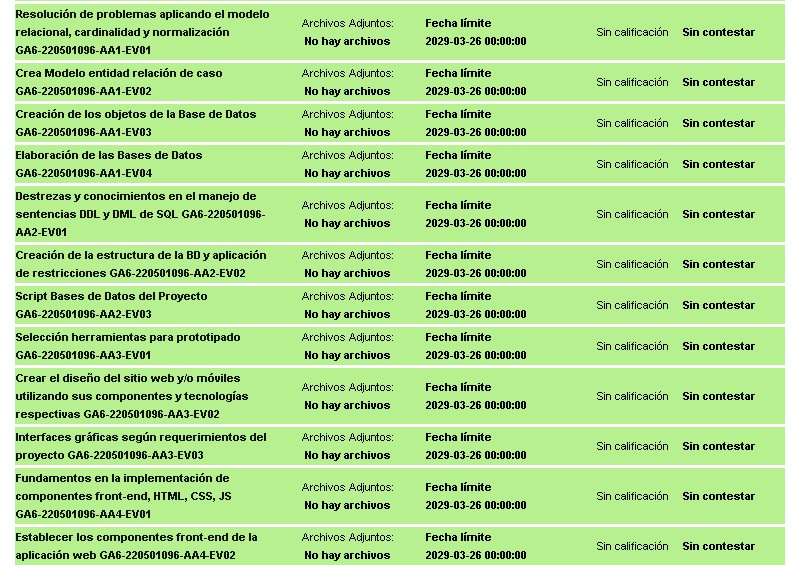 Resolución de problemas aplicando el modelo
relacional, cardinalidad y normalización
GA6-220501096-AA1-EV01
Archivos Adjuntos:
No hay archivos
Fecha límite
2029-03-26 00:00:00
Sin calificación
Sin contestar
Crea Modelo entidad relación de caso
GA6-220501096-AA1-EV02
Archivos Adjuntos:
No hay archivos
Fecha límite
2029-03-26 00:00:00
Sin calificación
Sin contestar
Creación de los objetos de la Base de Datos
GA6-220501096-AA1-EV03
Archivos Adjuntos:
No hay archivos
Fecha límite
2029-03-26 00:00:00
Sin calificación
Sin contestar
Elaboración de las Bases de Datos
GA6-220501096-AA1-EV04
Archivos Adjuntos:
No hay archivos
Fecha límite
2029-03-26 00:00:00
Sin calificación
Sin contestar
Destrezas y conocimientos en el manejo de
sentencias DDL y DML de SQL GA6-220501096-
AA2-EV01
Archivos Adjuntos:
No hay archivos
Fecha límite
2029-03-26 00:00:00
Sin calificación
Sin contestar
Creación de la estructura de la BD y aplicación
de restricciones GA6-220501096-AA2-EV02
Archivos Adjuntos:
No hay archivos
Fecha límite
2029-03-26 00:00:00
Sin calificación
Sin contestar
Script Bases de Datos del Proyecto
GA6-220501096-AA2-EV03
Archivos Adjuntos:
No hay archivos
Fecha límite
2029-03-26 00:00:00
Sin calificación
Sin contestar
Selección herramientas para prototipado
GA6-220501096-AA3-EV01
Archivos Adjuntos:
No hay archivos
Fecha límite
2029-03-26 00:00:00
Sin calificación
Sin contestar
Crear el diseño del sitio web y/o móviles
utilizando sus componentes y tecnologías
respectivas GA6-220501096-AA3-EV02
Archivos Adjuntos:
No hay archivos
Fecha límite
2029-03-26 00:00:00
Sin calificación
Sin contestar
Interfaces gráficas según requerimientos del
proyecto GA6-220501096-AA3-EV03
Archivos Adjuntos:
No hay archivos
Fecha límite
2029-03-26 00:00:00
Sin calificación
Sin contestar
Fundamentos en la implementación de
componentes front-end, HTML, CSS, JS
GA6-220501096-AA4-EV01
Archivos Adjuntos:
No hay archivos
Fecha límite
2029-03-26 00:00:00
Sin calificación
Sin contestar
Establecer los componentes front-end de la
aplicación web GA6-220501096-AA4-EV02
Archivos Adjuntos:
No hay archivos
Fecha límite
2029-03-26 00:00:00
Sin calificación
Sin contestar